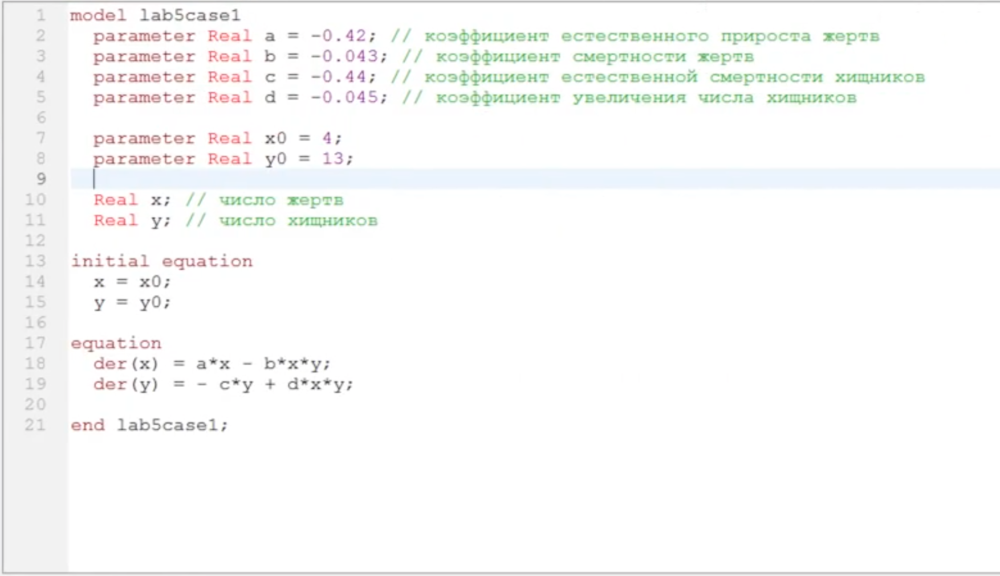 1 model lab5case1
2 parameter Real a = -0.42; // коэффициент естественного прироста жертв
3 parameter Real b = -0.043; // коэффициент смертности жертв
4 parameter Real c = -0.44; // коэффициент естественной смертности хищников
5 parameter Real d = -0.045; // коэффициент увеличения числа хищников
6
7 parameter Real x0 = 4;
8 parameter Real y0 = 13;
9
10 Real x; // число жертв
11 Real y; // число хищников
12
13 initial equation
14 x = x0;
15 y = y0;
16
17 equation
18 der(x) = a*x - b*x*y;
19 der(y) = - c*y + d*x*y;
20
21 end lab5case1;